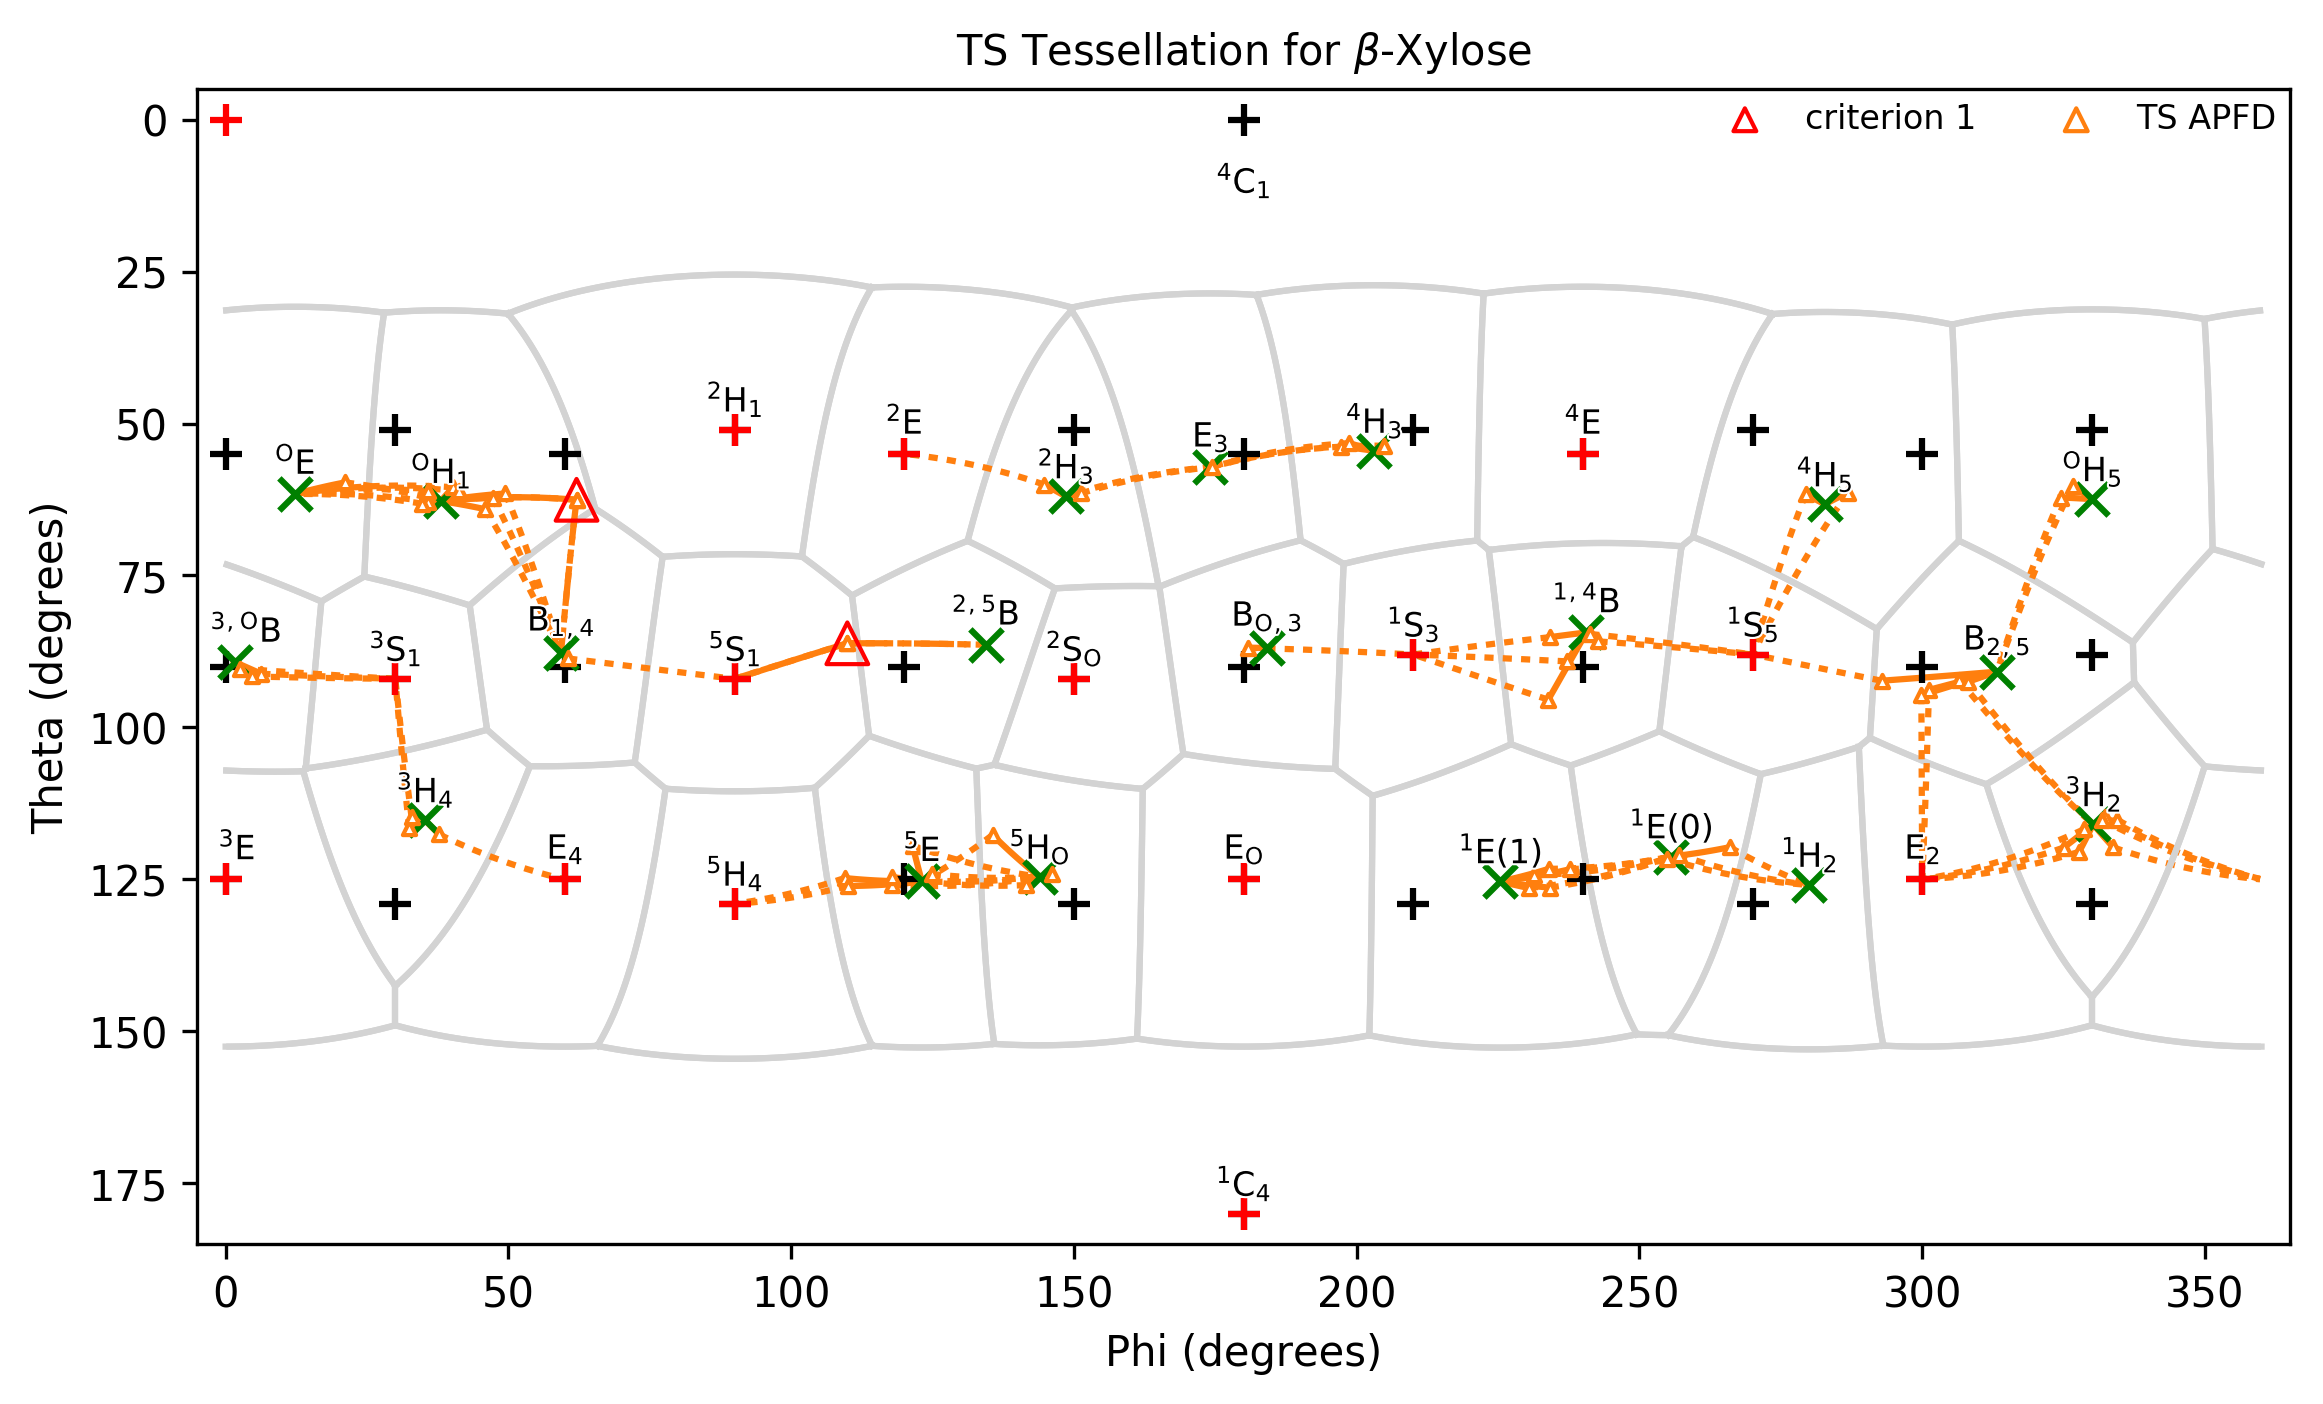 TS Tessellation for β-Xylose
criterion 1
TS APFD
⁴C₁
0
25
50
75
100
125
150
175
Theta (degrees)
²H₁
²E
⁴H₃
⁴E
E₃
ᴼE
ᴼH₁
²H₃
⁴H₅
ᴼH₅
³,ᴼB
³S₁
B₁,₄
⁵S₁
²,⁵B
²Sₒ
Bₒ,₃
¹S₃
¹,⁴B
¹S₅
B₂,₅
³H₄
³H₂
³E
E₄
⁵H₄
⁵E
⁵Hₒ
Eₒ
¹E(1)
¹E(0)
¹H₂
E₂
¹C₄
0
50
100
150
200
250
300
350
Phi (degrees)